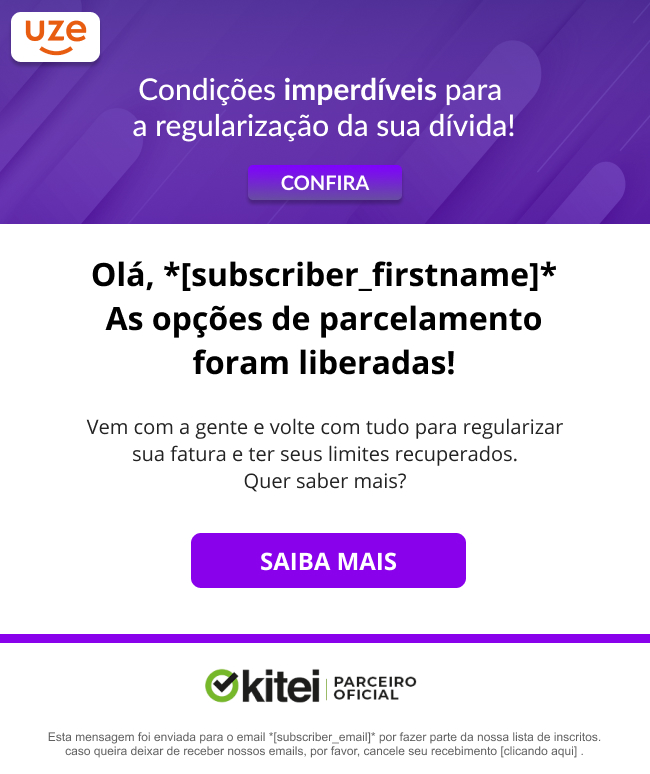 uze
Condições imperdíveis para
a regularização da sua dívida!
CONFIRA
Olá, *[subscriber_firstname]*
As opções de parcelamento
foram liberadas!
Vem com a gente e volte com tudo para regularizar
sua fatura e ter seus limites recuperados.
Quer saber mais?
SAIBA MAIS
kitei
PARCEIRO
OFICIAL
Esta mensagem foi enviada para o email *[subscriber_email]* por fazer parte da nossa lista de inscritos.
caso queira deixar de receber nossos emails, por favor, cancele seu recebimento [clicando aqui] .